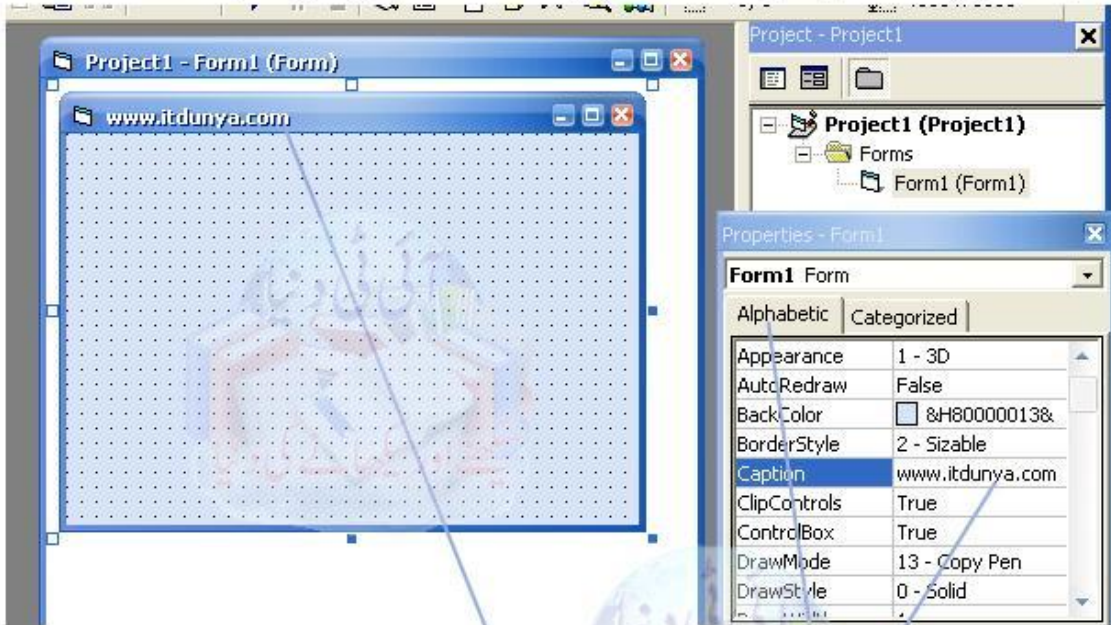 Project - Project1
Project1 - Form1 (Form)
www.itdunya.com
Project1 (Project1)
Forms
Form1 (Form1)
Properties - Form1
Form1 Form
Alphabetic Categorized
Appearance 1 - 3D
AutoRedraw False
BackColor &H80000013&
BorderStyle 2 - Sizable
Caption www.itdunya.com
ClipControls True
ControlBox True
DrawMode 13 - Copy Pen
DrawStyle 0 - Solid